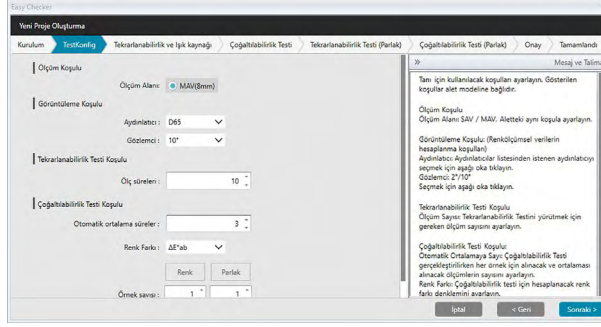 Easy Checker
Yeni Proje Oluşturma
Kurulum TestKonfig Tekrarlanabilirlik ve Işık kaynağı Çoğaltılabilirlik Testi Tekrarlanabilirlik Testi (Parlak) Çoğaltılabilirlik Testi (Parlak) Onay Tamamlandı
Ölçüm Koşulu
Ölçüm Alanı: MAV(8mm)
Görüntüleme Koşulu
Aydınlatıcı : D65
Gözlemci : 10°
Tekrarlanabilirlik Testi Koşulu
Ölç süreleri : 10
Çoğaltılabilirlik Testi Koşulu
Otomatik ortalama süreler : 3
Renk Farkı : ΔE*ab
Renk Parlak
Örnek sayısı : 1 1
» Mesaj ve Talima
Tanı için kullanılacak koşulları ayarlayın. Gösterilen
koşullar alet modeline bağlıdır.
Ölçüm Koşulu
Ölçüm Alanı: SAV / MAV. Aletteki aynı koşula ayarlayın.
Görüntüleme Koşulu: (Renkölçümsel verilerin
hesaplanma koşulları)
Aydınlatıcı: Aydınlatıcılar listesinden istenen aydınlatıcıyı
seçmek için aşağı oka tıklayın.
Gözlemci: 2°/10°
Seçmek için aşağı oka tıklayın.
Tekrarlanabilirlik Testi Koşulu
Ölçüm Sayısı: Tekrarlanabilirlik Testini yürütmek için
gereken ölçüm sayısını ayarlayın.
Çoğaltılabilirlik Testi Koşulu:
Otomatik Ortalamaya Sayı: Çoğaltılabilirlik Testi
gerçekleştirilirken her örnek için alınacak ve ortalaması
alınacak ölçümlerin sayısını ayarlayın.
Renk Farkı: Çoğaltılabilirlik testi için hesaplanacak renk
farkı denklemini ayarlayın.
İptal < Geri Sonraki >